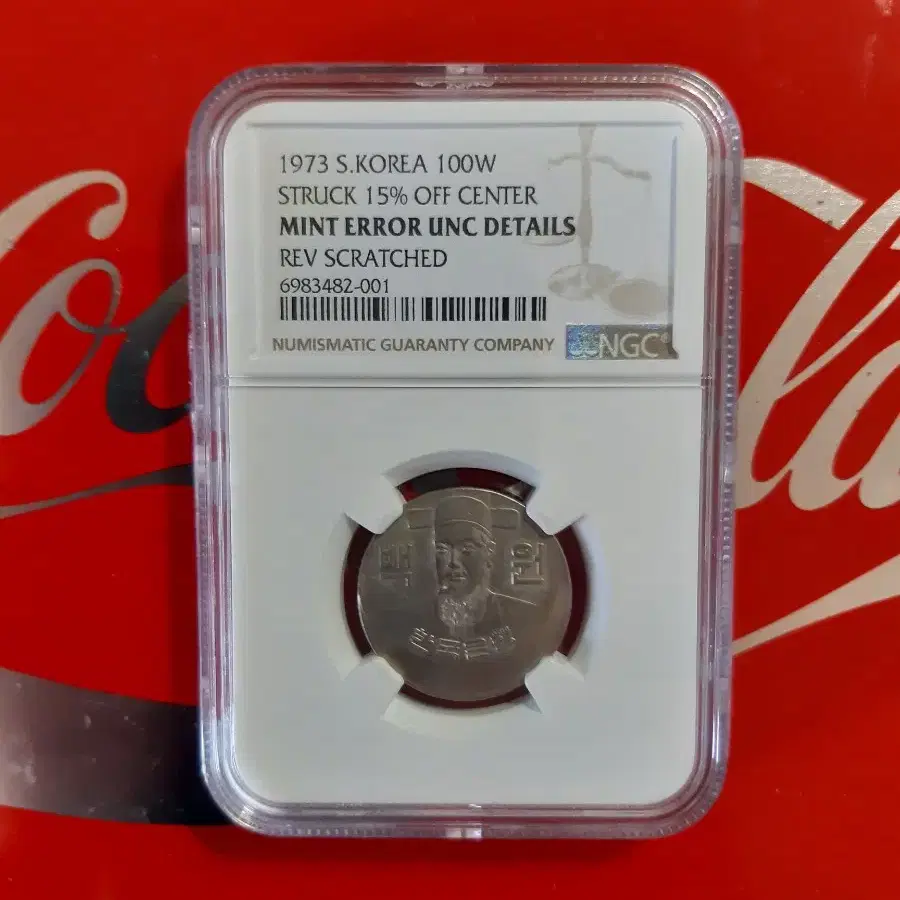 1973 S.KOREA 100W
STRUCK 15% OFF CENTER
MINT ERROR UNC DETAILS
REV SCRATCHED
6983482-001
NUMISMATIC GUARANTY COMPANY
NGC
백 원
한국은행